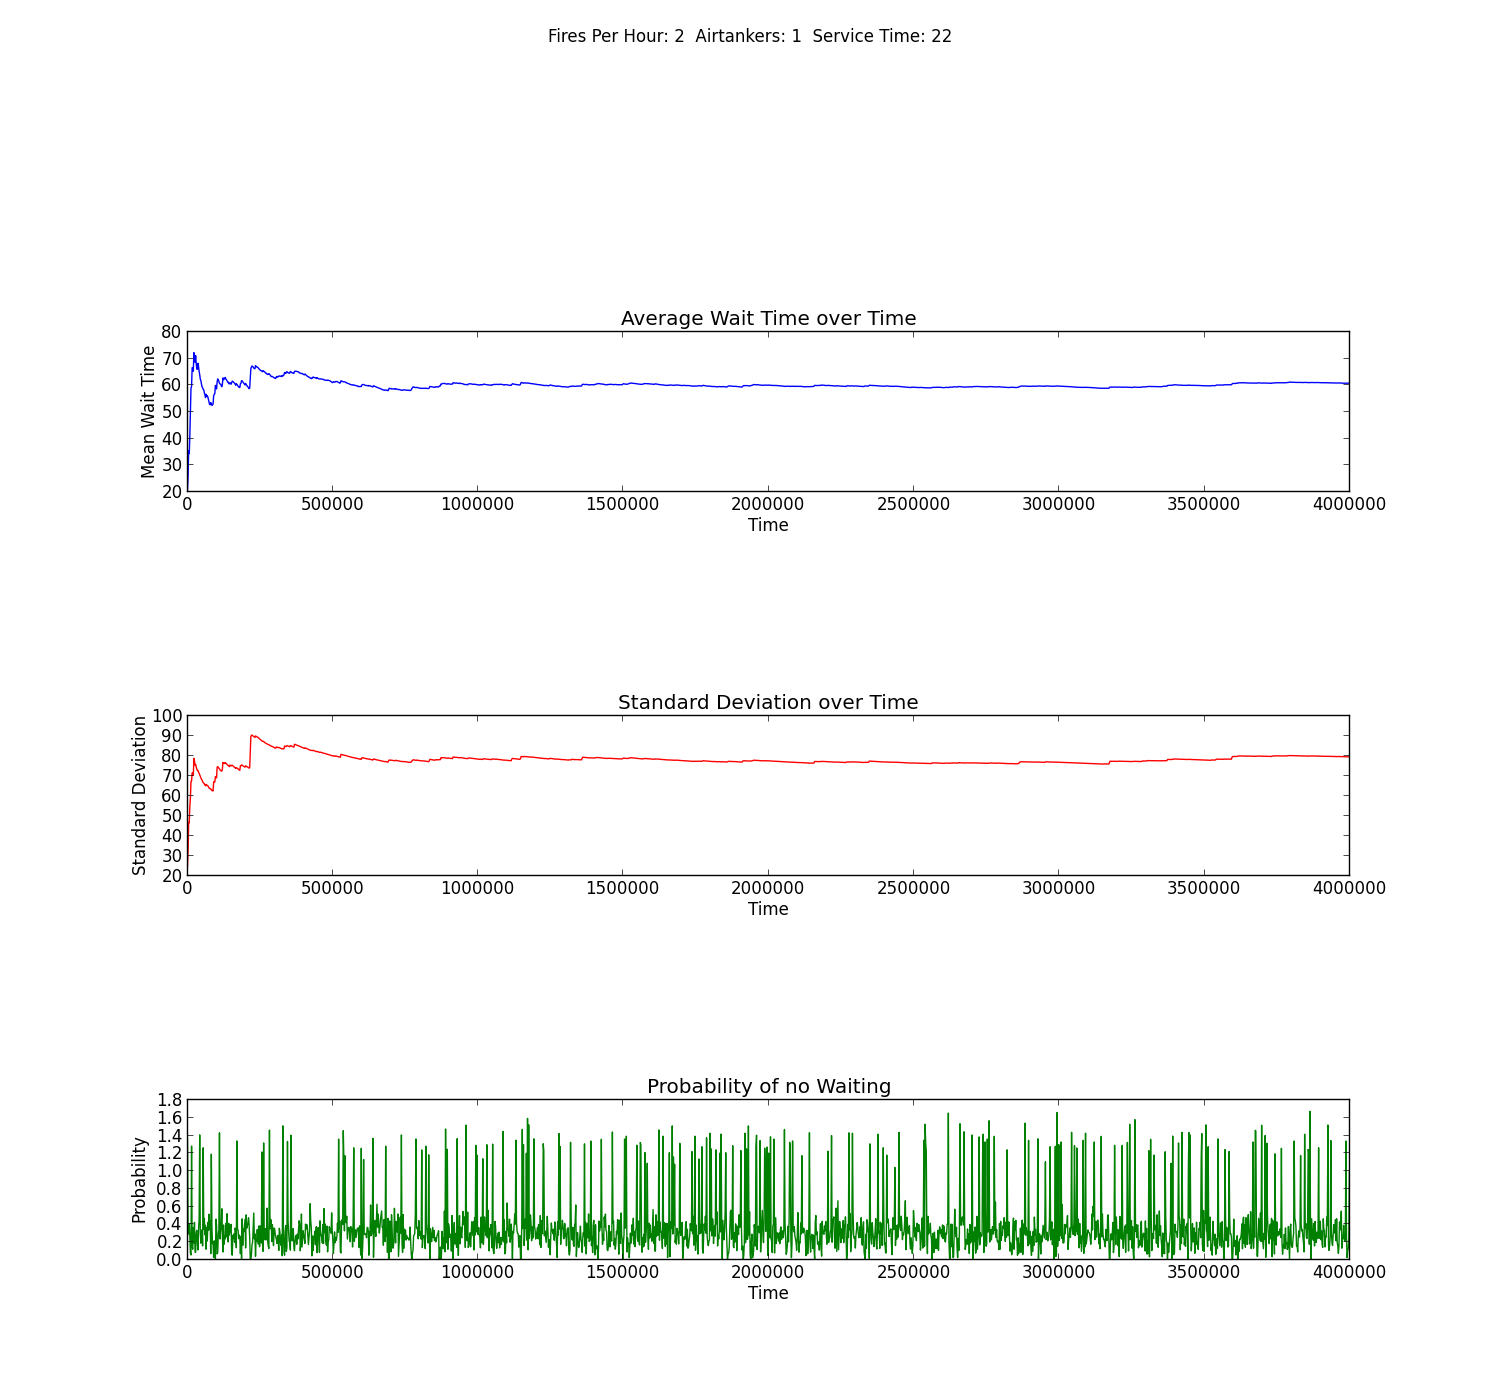 Fires Per Hour: 2  Airtankers: 1  Service Time: 22
Average Wait Time over Time
Mean Wait Time
80
70
60
50
40
30
20
0 500000 1000000 1500000 2000000 2500000 3000000 3500000 4000000
Time
Standard Deviation over Time
Standard Deviation
100
90
80
70
60
50
40
30
20
0 500000 1000000 1500000 2000000 2500000 3000000 3500000 4000000
Time
Probability of no Waiting
Probability
1.8
1.6
1.4
1.2
1.0
0.8
0.6
0.4
0.2
0.0
0 500000 1000000 1500000 2000000 2500000 3000000 3500000 4000000
Time